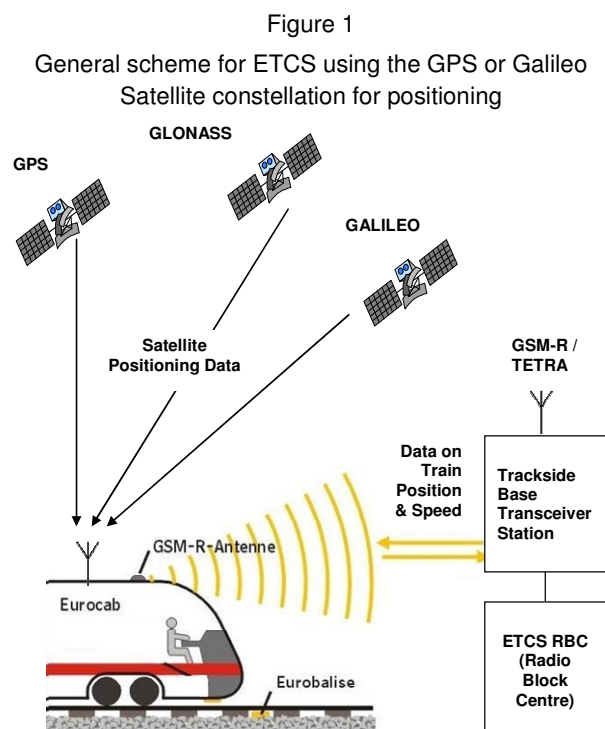 Figure 1
General scheme for ETCS using the GPS or Galileo
Satellite constellation for positioning
GLONASS
GPS
GALILEO
Satellite
Positioning Data
GSM-R /
TETRA
Data on
Train
Position
& Speed
Trackside
Base
Transceiver
Station
GSM-R-Antenne
Eurocab
ETCS RBC
(Radio
Block
Centre)
Eurobalise